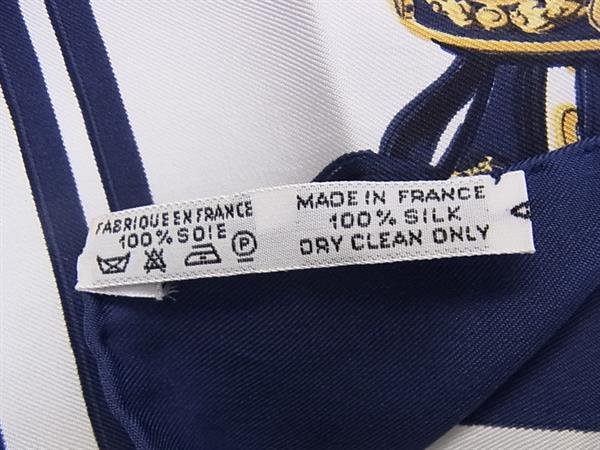 FABRIQUE EN FRANCE
100% SOIE
P
MADE IN FRANCE
100% SILK
DRY CLEAN ONLY